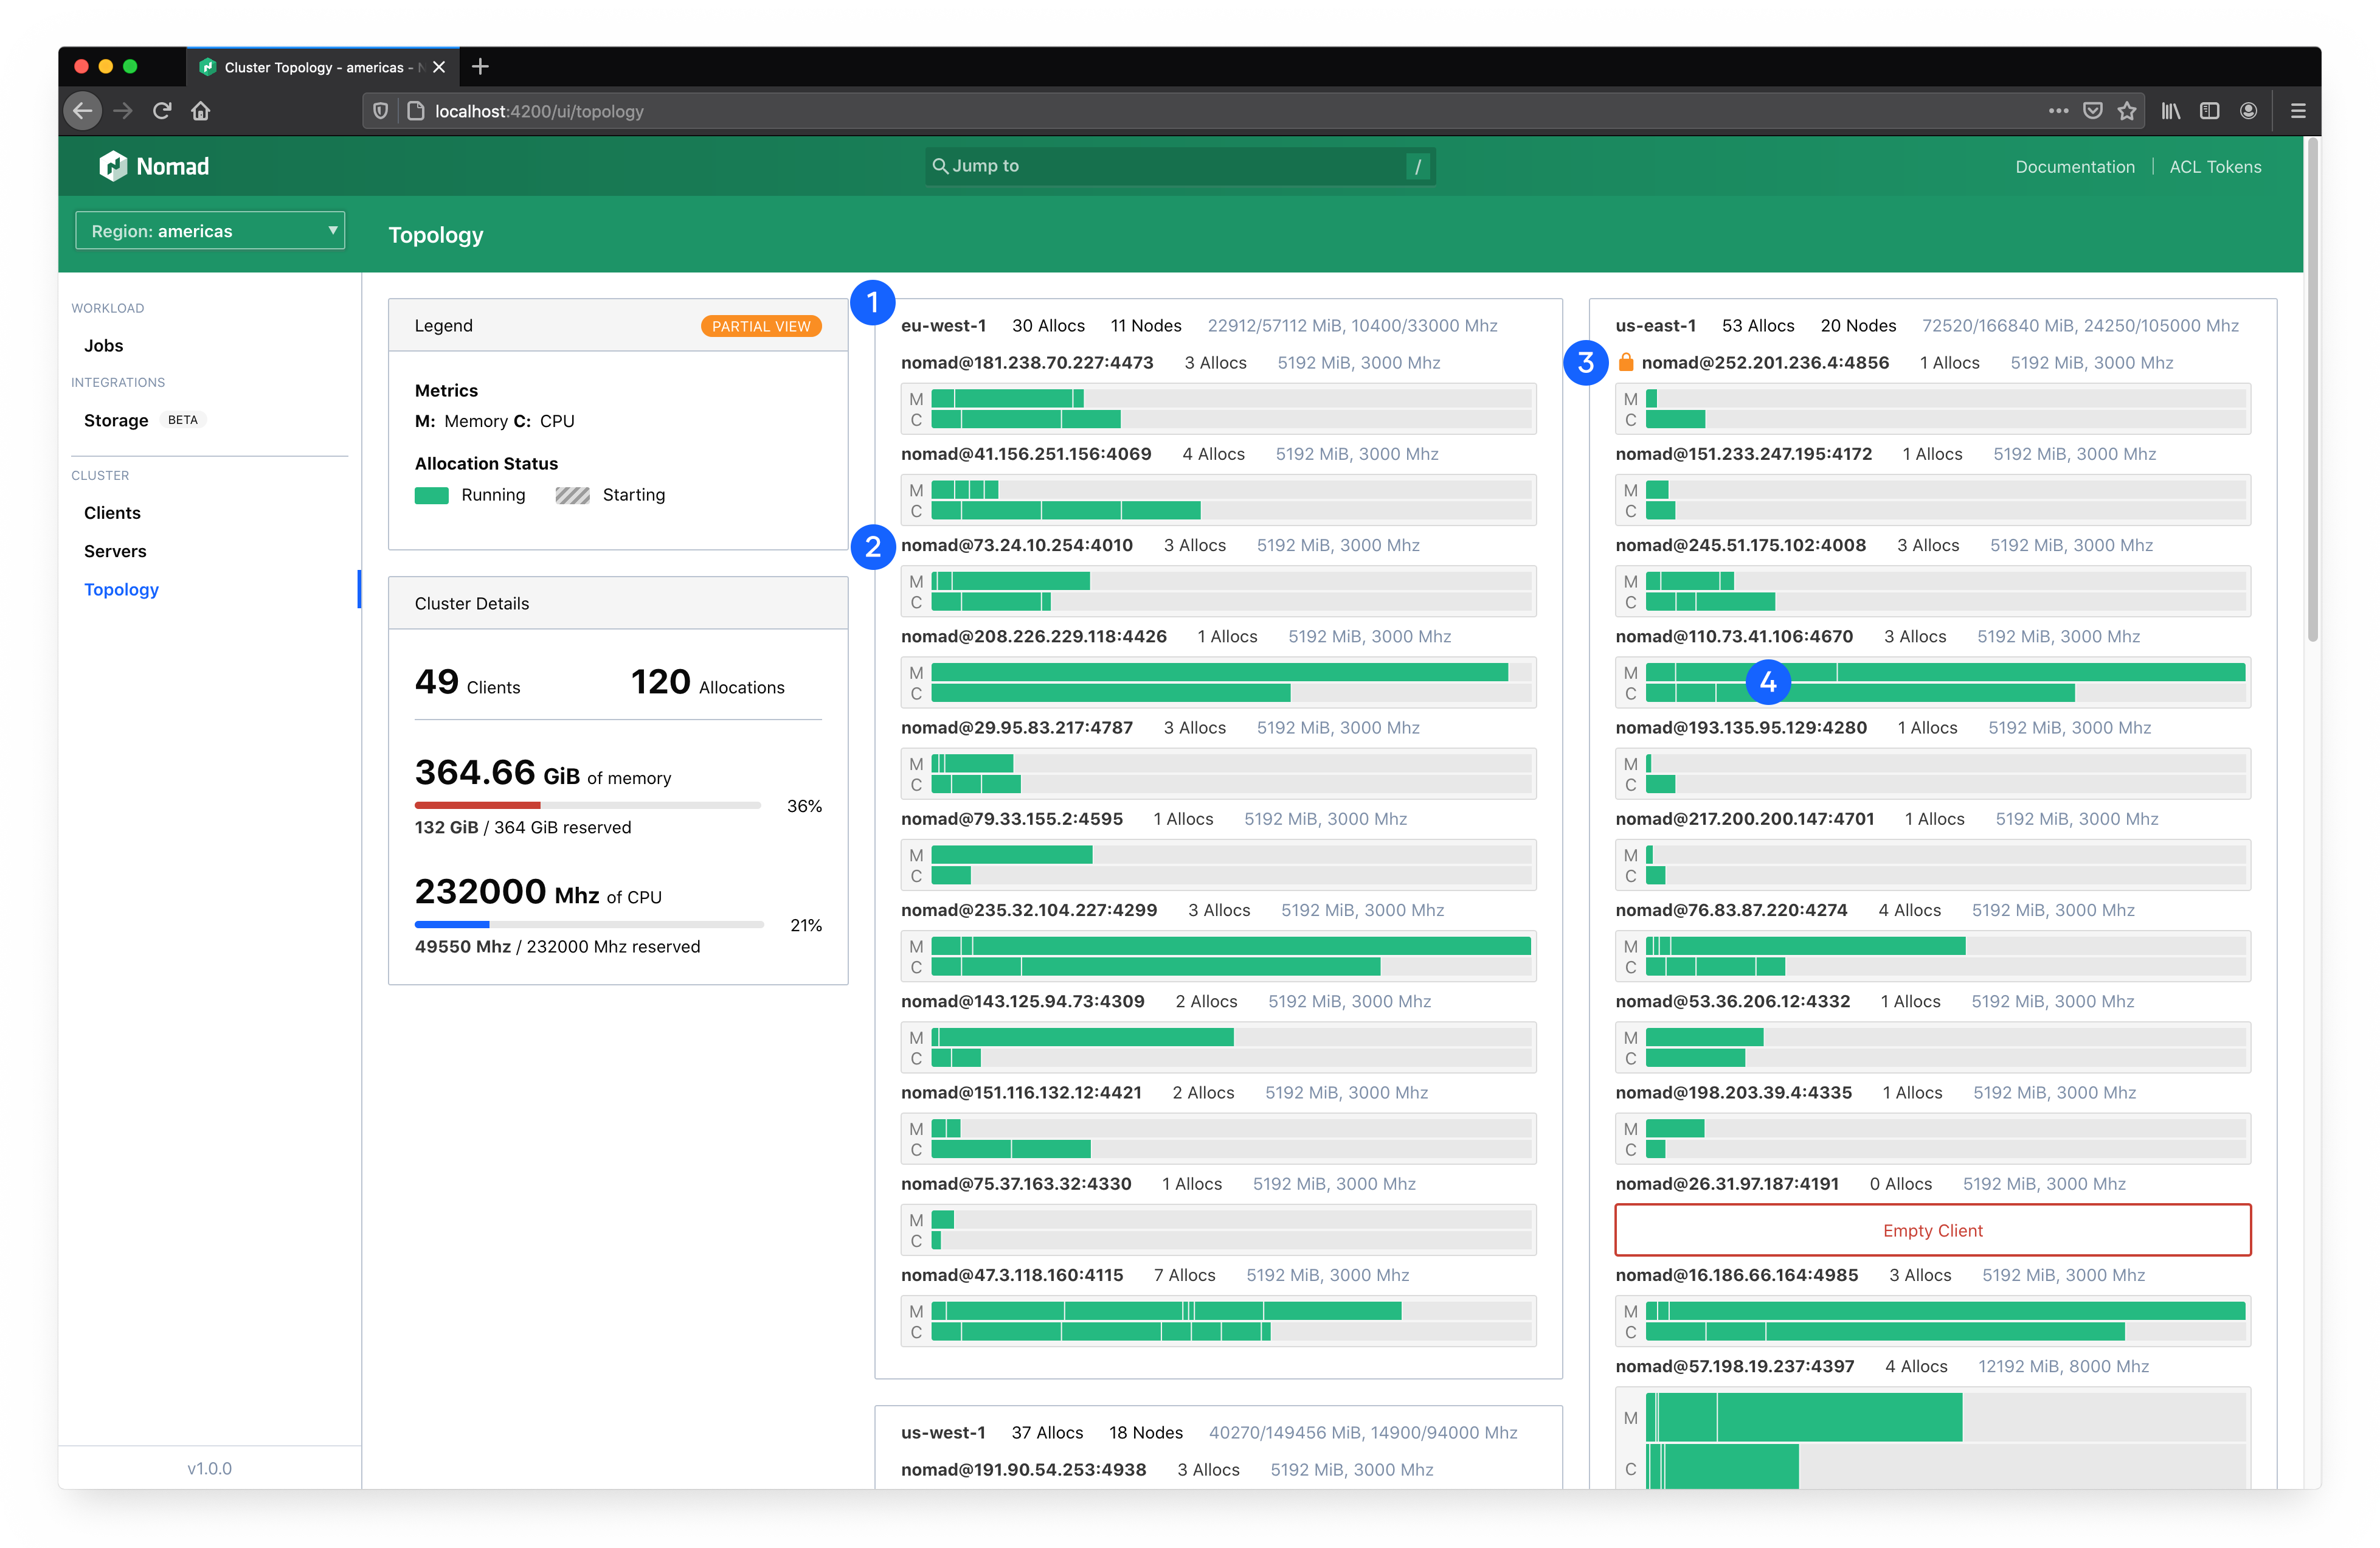 Cluster Topology - americas -
localhost:4200/ui/topology
Nomad
Jump to /
Documentation
ACL Tokens
Region: americas
Topology
WORKLOAD
Jobs
INTEGRATIONS
Storage BETA
CLUSTER
Clients
Servers
Topology
v1.0.0
Legend PARTIAL VIEW
Metrics
M: Memory C: CPU
Allocation Status
Running Starting
Cluster Details
49 Clients 120 Allocations
364.66 GiB of memory
36%
132 GiB / 364 GiB reserved
232000 Mhz of CPU
21%
49550 Mhz / 232000 Mhz reserved
1
eu-west-1 30 Allocs 11 Nodes 22912/57112 MiB, 10400/33000 Mhz
nomad@181.238.70.227:4473 3 Allocs 5192 MiB, 3000 Mhz
M
C
nomad@41.156.251.156:4069 4 Allocs 5192 MiB, 3000 Mhz
M
C
2
nomad@73.24.10.254:4010 3 Allocs 5192 MiB, 3000 Mhz
M
C
nomad@208.226.229.118:4426 1 Allocs 5192 MiB, 3000 Mhz
M
C
nomad@29.95.83.217:4787 3 Allocs 5192 MiB, 3000 Mhz
M
C
nomad@79.33.155.2:4595 1 Allocs 5192 MiB, 3000 Mhz
M
C
nomad@235.32.104.227:4299 3 Allocs 5192 MiB, 3000 Mhz
M
C
nomad@143.125.94.73:4309 2 Allocs 5192 MiB, 3000 Mhz
M
C
nomad@151.116.132.12:4421 2 Allocs 5192 MiB, 3000 Mhz
M
C
nomad@75.37.163.32:4330 1 Allocs 5192 MiB, 3000 Mhz
M
C
nomad@47.3.118.160:4115 7 Allocs 5192 MiB, 3000 Mhz
M
C
us-west-1 37 Allocs 18 Nodes 40270/149456 MiB, 14900/94000 Mhz
nomad@191.90.54.253:4938 3 Allocs 5192 MiB, 3000 Mhz
us-east-1 53 Allocs 20 Nodes 72520/166840 MiB, 24250/105000 Mhz
3
nomad@252.201.236.4:4856 1 Allocs 5192 MiB, 3000 Mhz
M
C
nomad@151.233.247.195:4172 1 Allocs 5192 MiB, 3000 Mhz
M
C
nomad@245.51.175.102:4008 3 Allocs 5192 MiB, 3000 Mhz
M
C
nomad@110.73.41.106:4670 3 Allocs 5192 MiB, 3000 Mhz
M
4
C
nomad@193.135.95.129:4280 1 Allocs 5192 MiB, 3000 Mhz
M
C
nomad@217.200.200.147:4701 1 Allocs 5192 MiB, 3000 Mhz
M
C
nomad@76.83.87.220:4274 4 Allocs 5192 MiB, 3000 Mhz
M
C
nomad@53.36.206.12:4332 1 Allocs 5192 MiB, 3000 Mhz
M
C
nomad@198.203.39.4:4335 1 Allocs 5192 MiB, 3000 Mhz
M
C
nomad@26.31.97.187:4191 0 Allocs 5192 MiB, 3000 Mhz
Empty Client
nomad@16.186.66.164:4985 3 Allocs 5192 MiB, 3000 Mhz
M
C
nomad@57.198.19.237:4397 4 Allocs 12192 MiB, 8000 Mhz
M
C